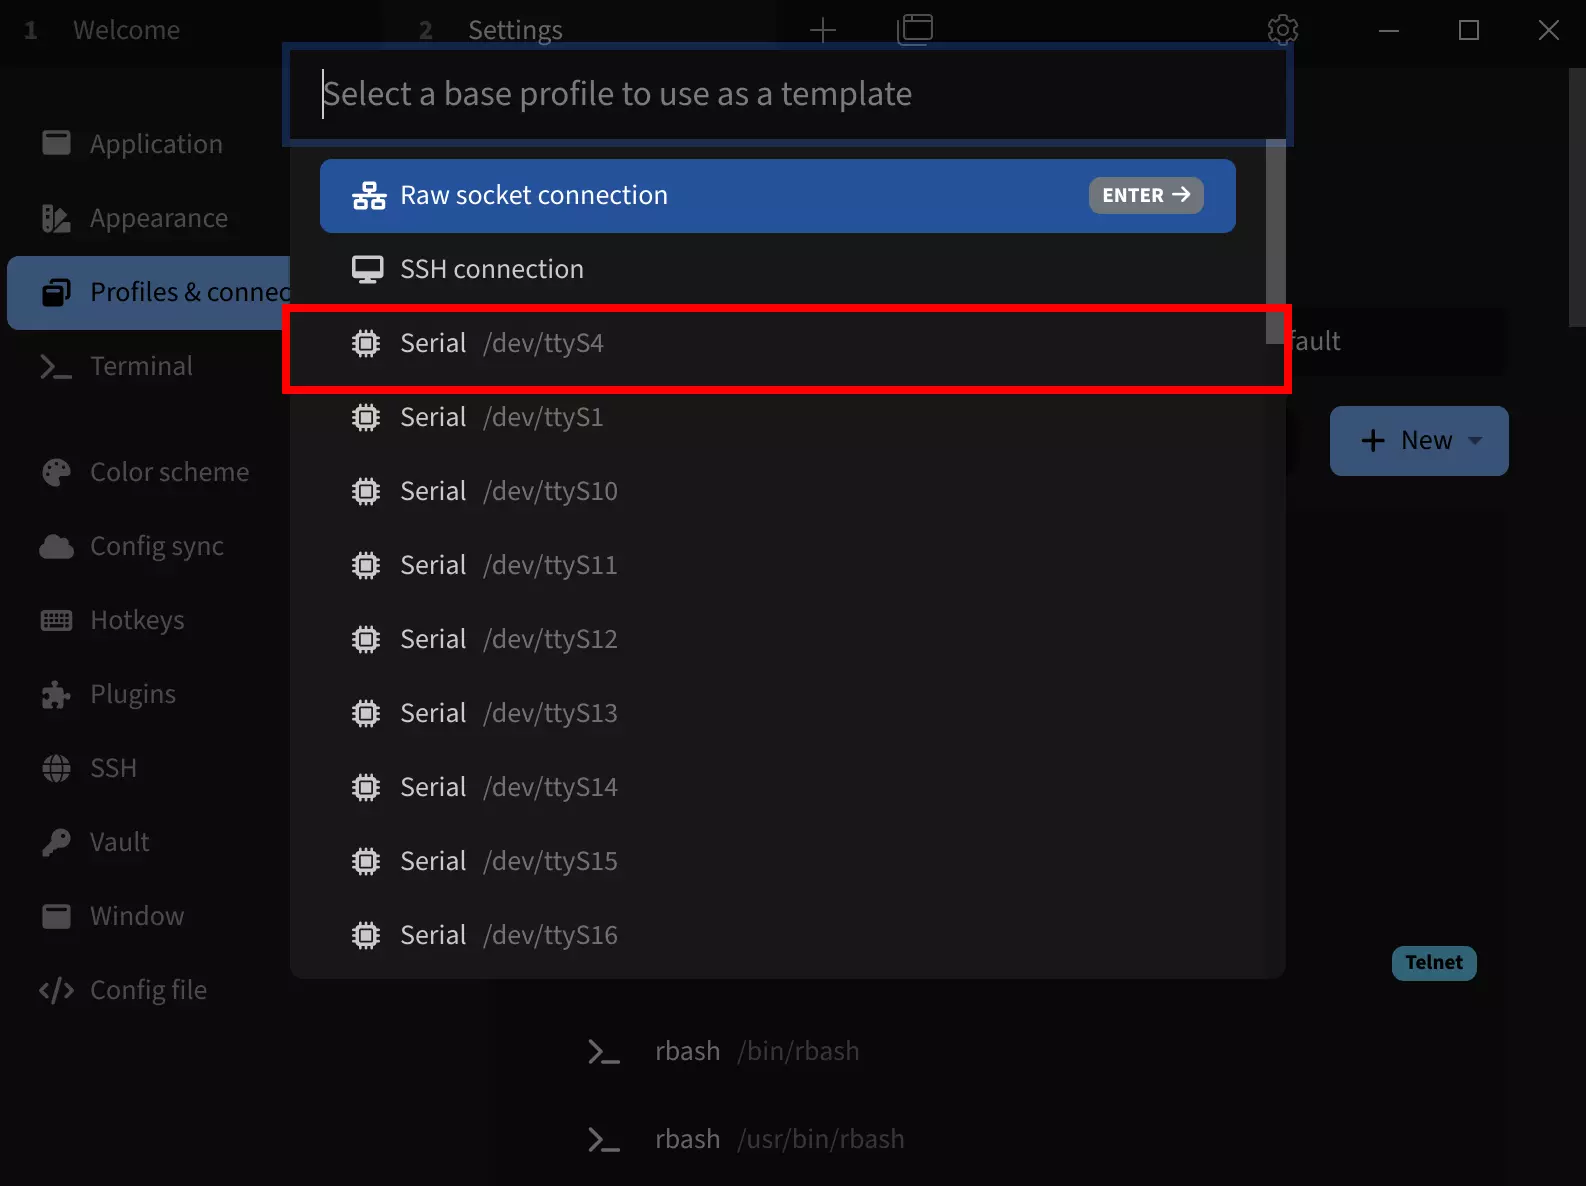 1 Welcome 2 Settings
Select a base profile to use as a template
Raw socket connection ENTER →
SSH connection
Serial /dev/ttyS4
Serial /dev/ttyS1
Serial /dev/ttyS10
Serial /dev/ttyS11
Serial /dev/ttyS12
Serial /dev/ttyS13
Serial /dev/ttyS14
Serial /dev/ttyS15
Serial /dev/ttyS16
Application
Appearance
Profiles & connec
Terminal
Color scheme
Config sync
Hotkeys
Plugins
SSH
Vault
Window
Config file
fault
New
Telnet
rbash /bin/rbash
rbash /usr/bin/rbash